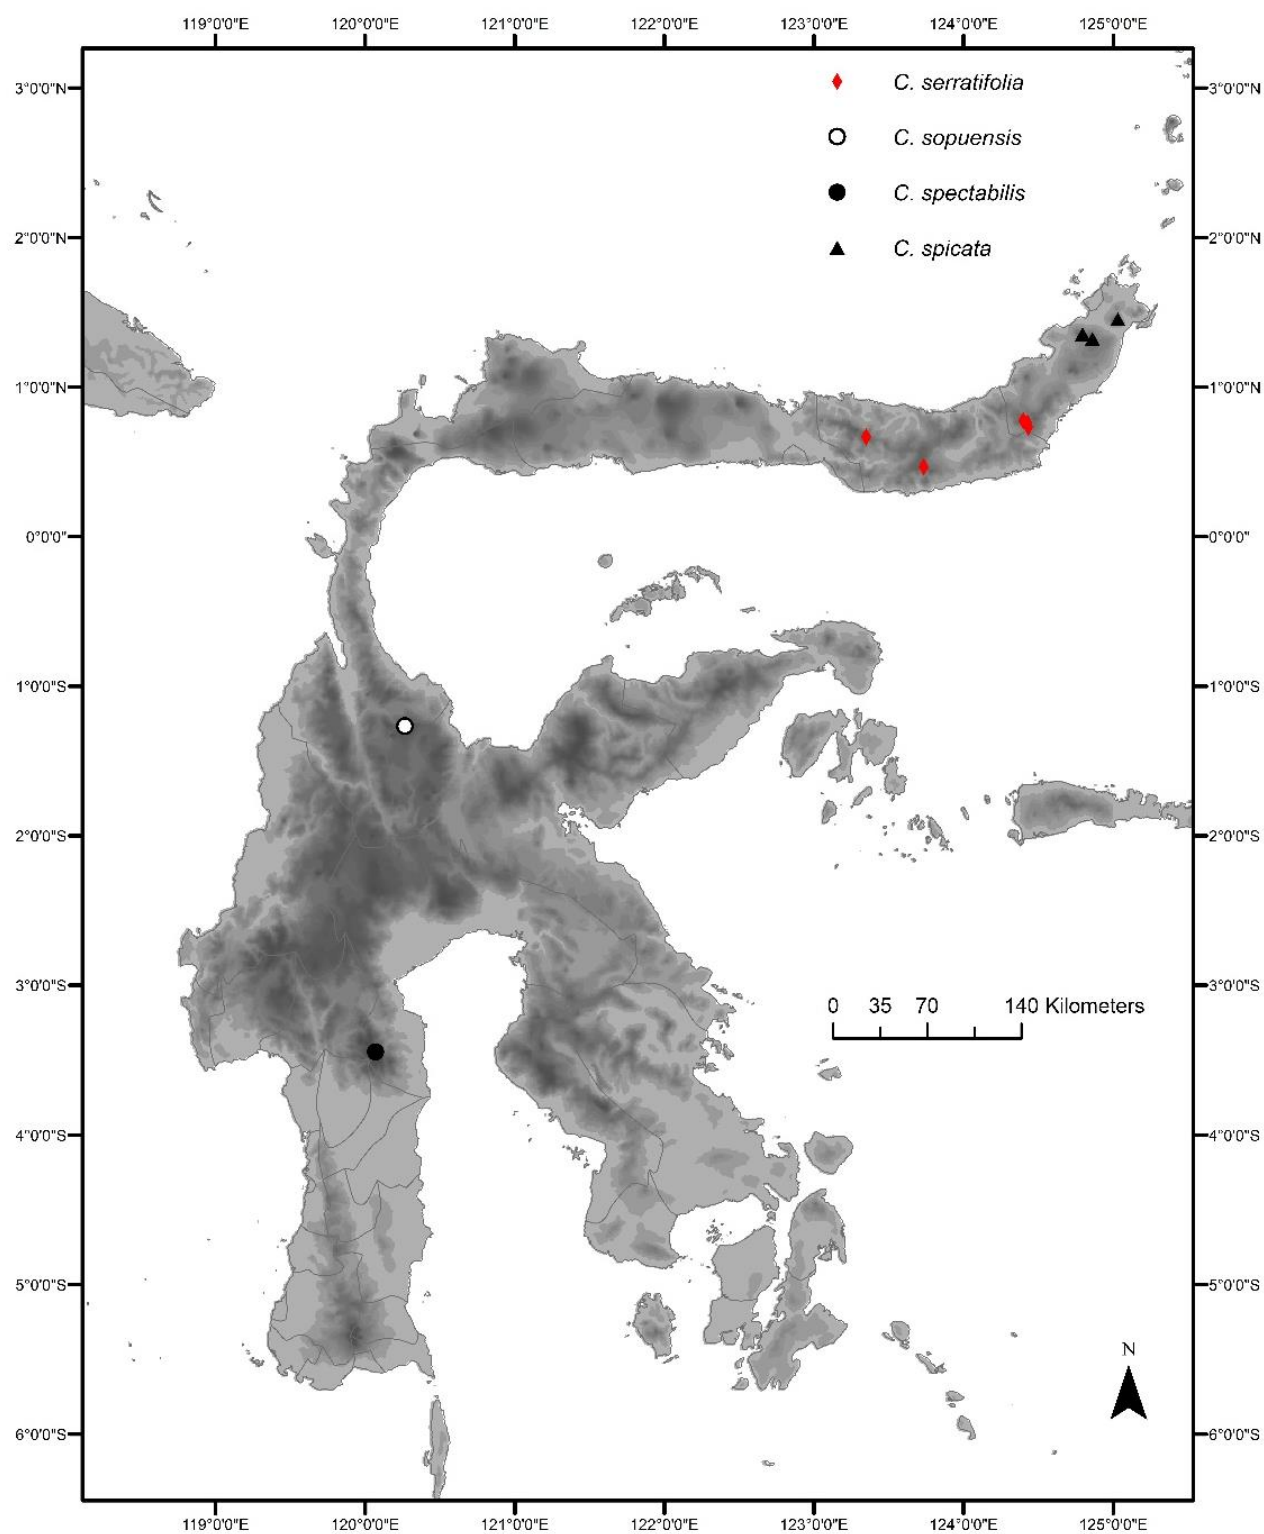 119°0'0"E 120°0'0"E 121°0'0"E 122°0'0"E 123°0'0"E 124°0'0"E 125°0'0"E
3°0'0"N 3°0'0"N
C. serratifolia
C. sopuensis
C. spectabilis
2°0'0"N 2°0'0"N
C. spicata
1°0'0"N 1°0'0"N
0°0'0" 0°0'0"
1°0'0"S 1°0'0"S
2°0'0"S 2°0'0"S
3°0'0"S 3°0'0"S
0 35 70 140 Kilometers
4°0'0"S 4°0'0"S
5°0'0"S 5°0'0"S
N
6°0'0"S 6°0'0"S
119°0'0"E 120°0'0"E 121°0'0"E 122°0'0"E 123°0'0"E 124°0'0"E 125°0'0"E